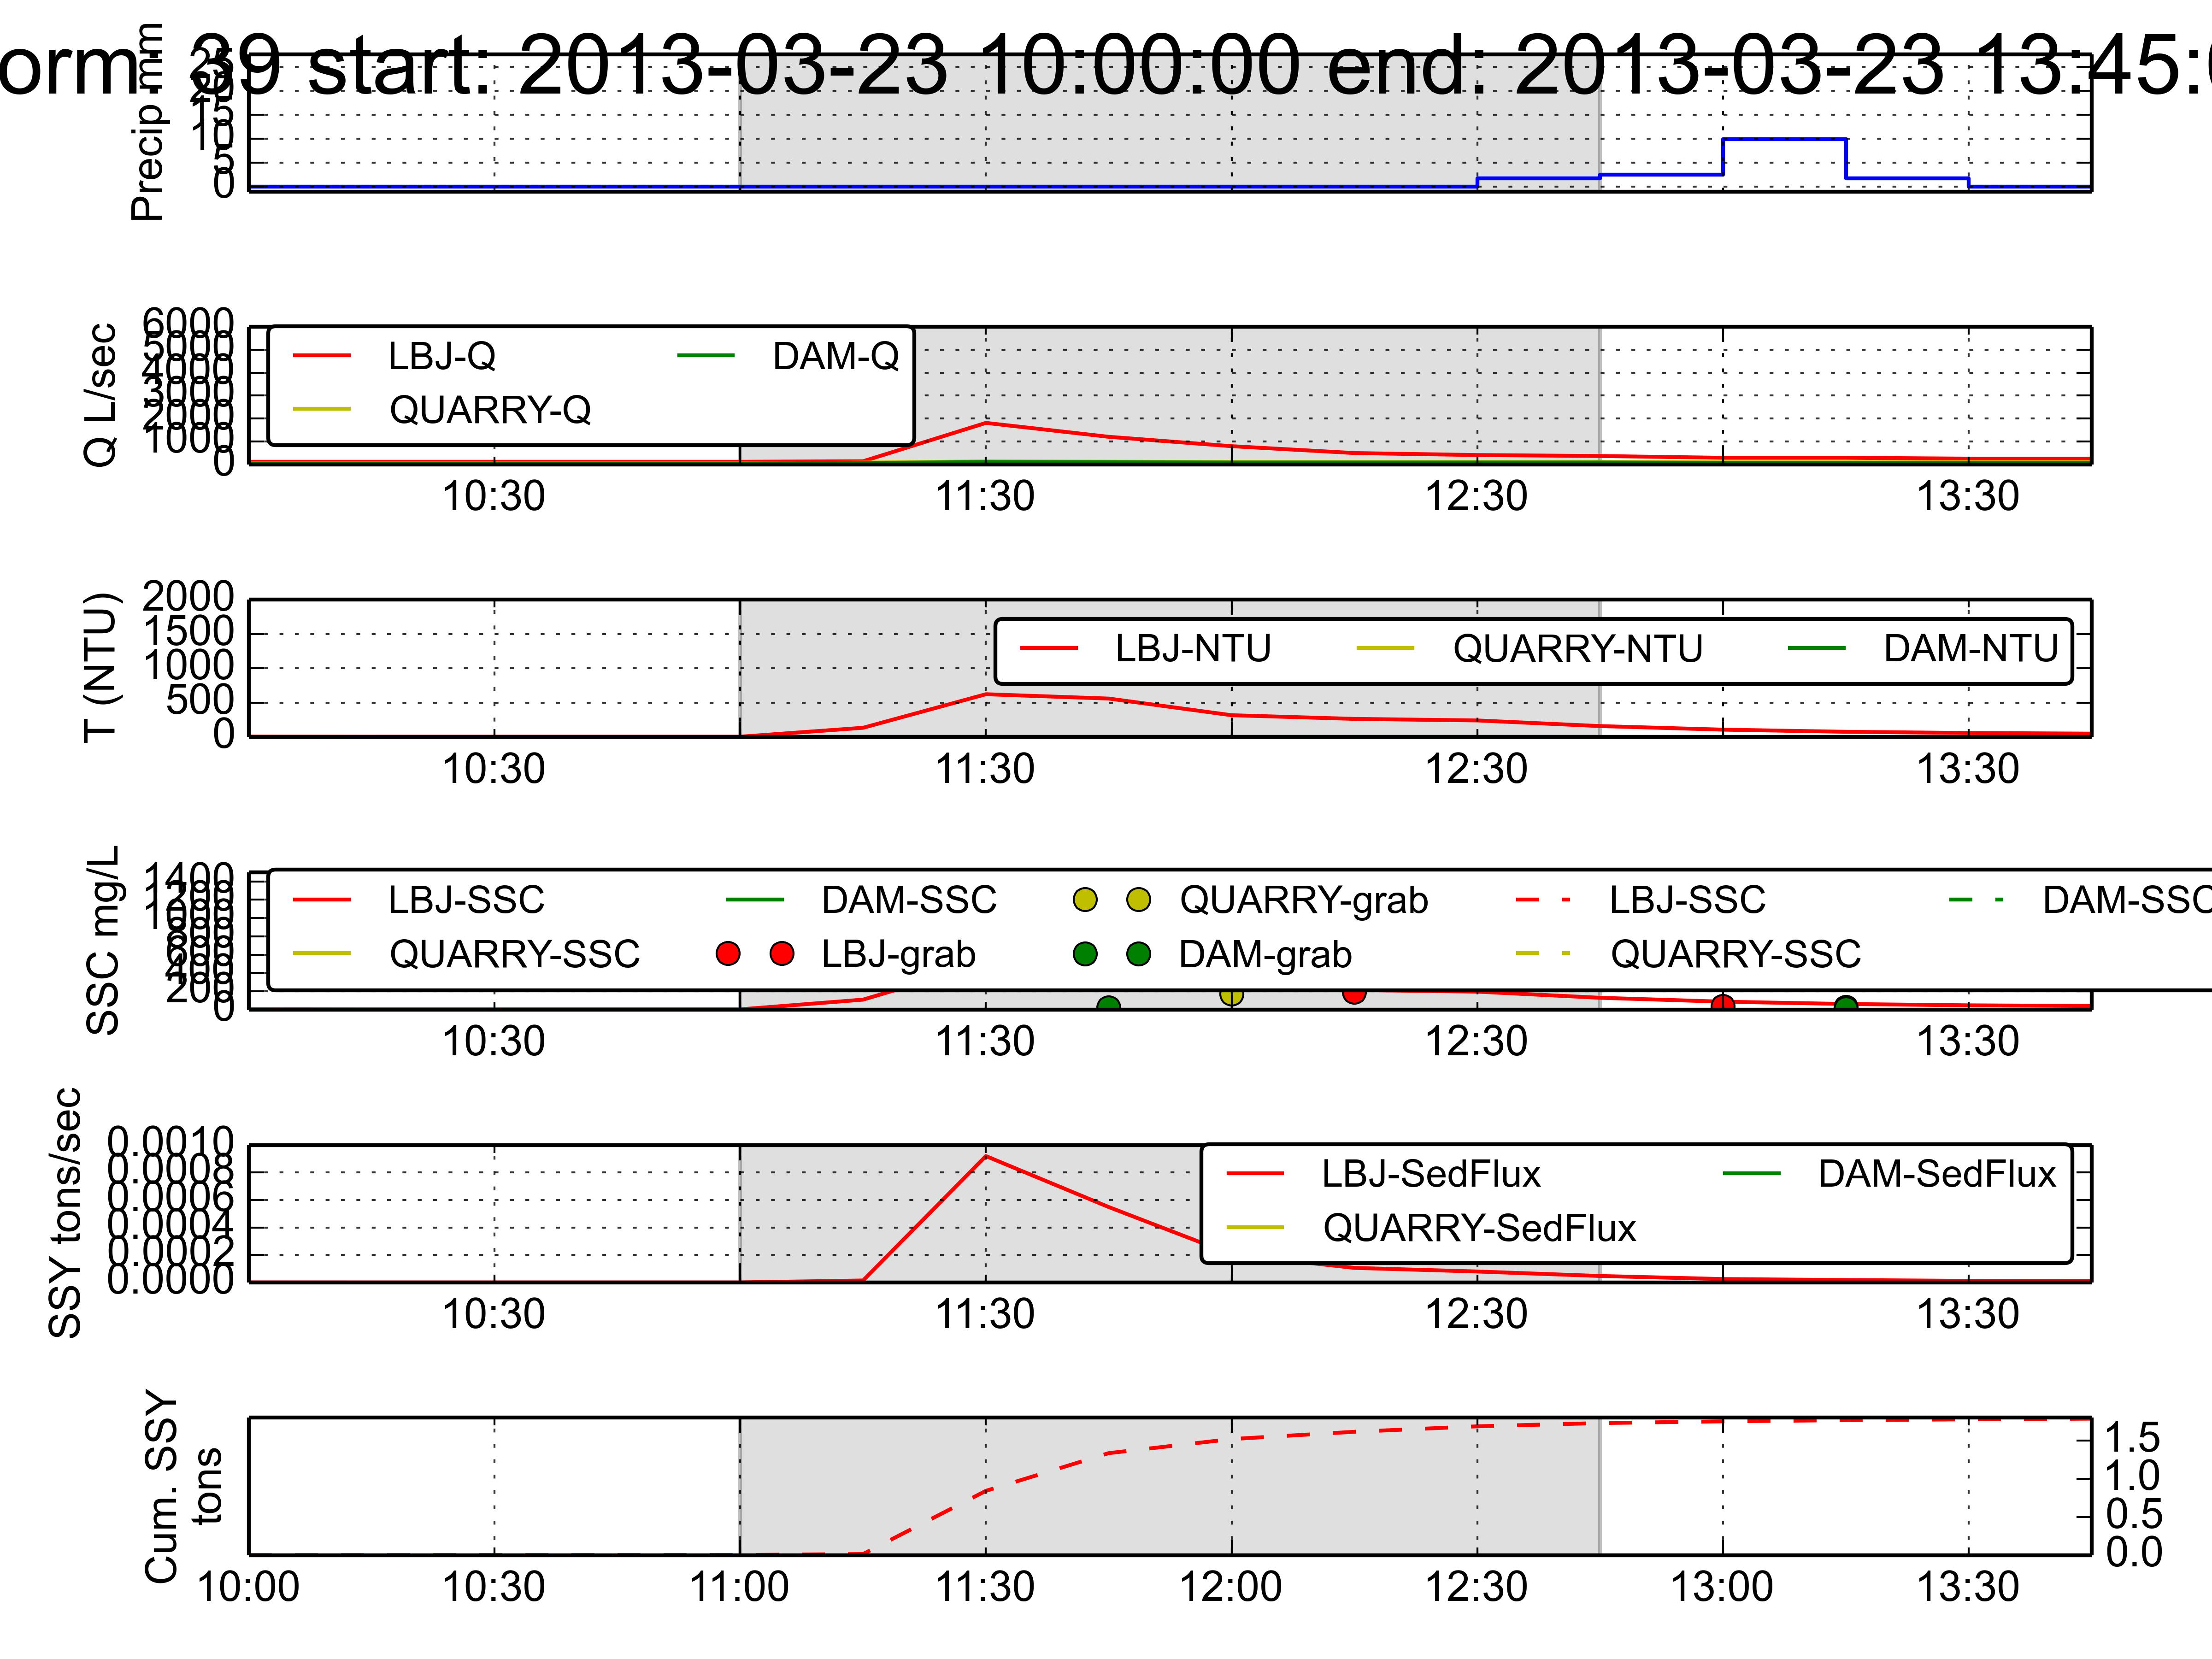 orm: 39 start: 2013-03-23 10:00:00 end: 2013-03-23 13:45:0
Precip mm
25
20
15
10
5
0
Q L/sec
6000
5000
4000
3000
2000
1000
0
LBJ-Q DAM-Q
QUARRY-Q
10:30 11:30 12:30 13:30
T (NTU)
2000
1500
1000
500
0
LBJ-NTU QUARRY-NTU DAM-NTU
10:30 11:30 12:30 13:30
SSC mg/L
1400
1200
1000
800
600
400
200
0
LBJ-SSC DAM-SSC QUARRY-grab LBJ-SSC DAM-SSC
QUARRY-SSC LBJ-grab DAM-grab QUARRY-SSC
10:30 11:30 12:30 13:30
SSY tons/sec
0.0010
0.0008
0.0006
0.0004
0.0002
0.0000
LBJ-SedFlux DAM-SedFlux
QUARRY-SedFlux
10:30 11:30 12:30 13:30
Cum. SSY
tons
1.5
1.0
0.5
0.0
10:00 10:30 11:00 11:30 12:00 12:30 13:00 13:30